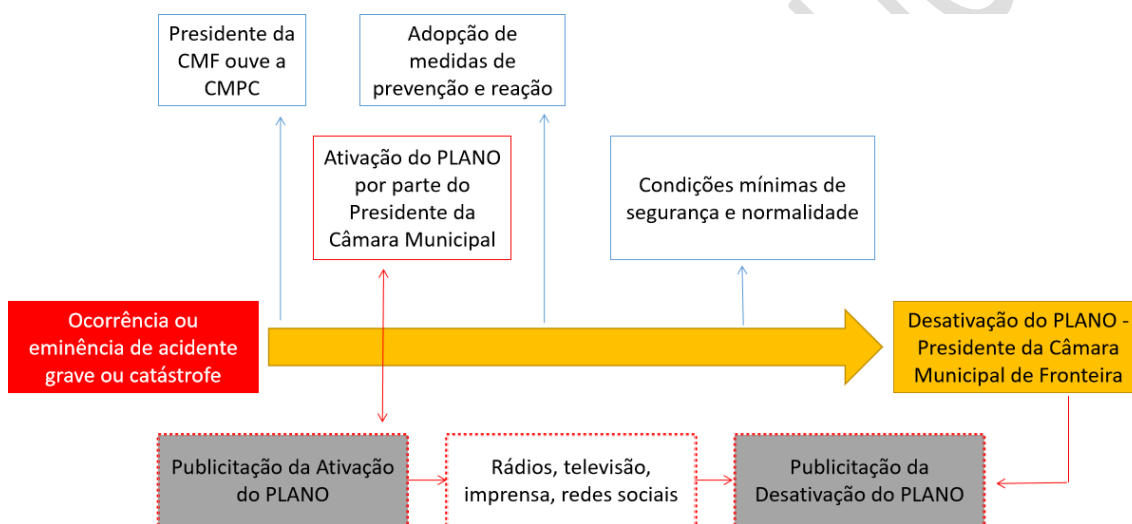 Presidente da
CMF ouve a
CMPC
Adopção de
medidas de
prevenção e reação
Ativação do PLANO
por parte do
Presidente da
Câmara Municipal
Condições mínimas de
segurança e normalidade
Ocorrência ou
eminência de acidente
grave ou catástrofe
Desativação do PLANO -
Presidente da Câmara
Municipal de Fronteira
Publicitação da Ativação
do PLANO
Rádios, televisão,
imprensa, redes sociais
Publicitação da
Desativação do PLANO